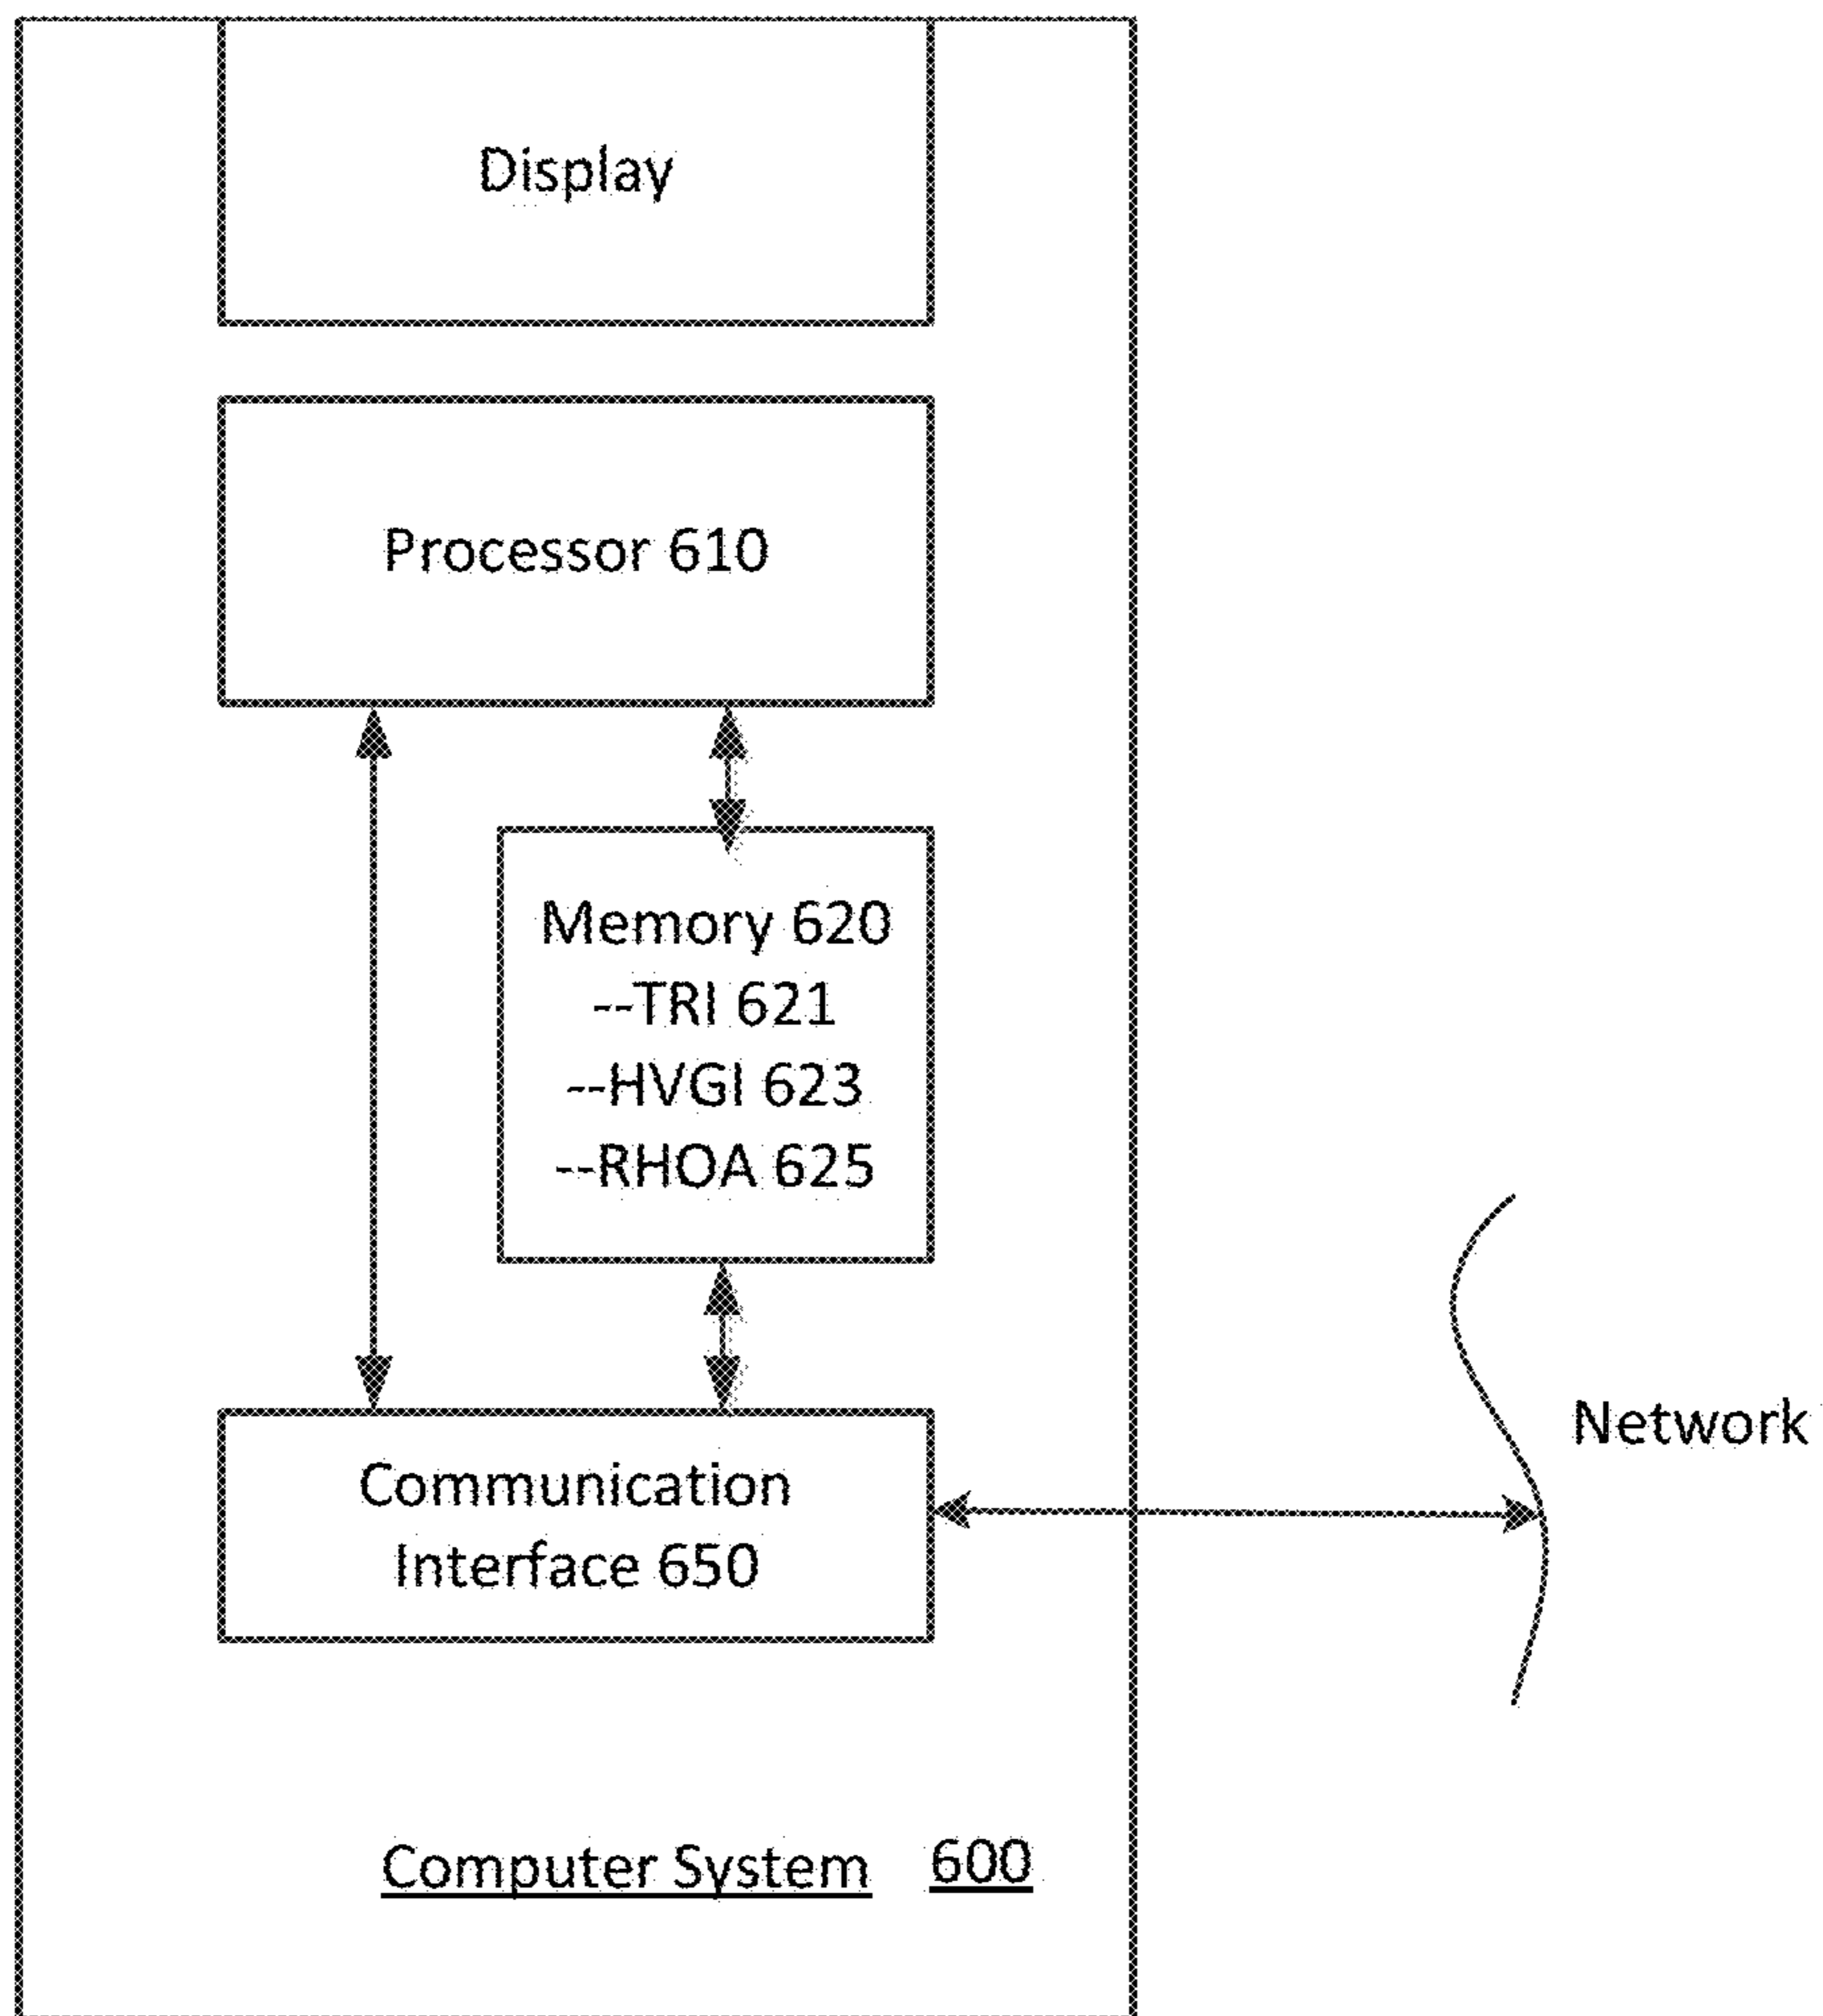 Display
Processor 610
Memory 620
--TRI 621
--HVGI 623
--RHOA 625
Communication
Interface 650
Network
Computer System 600